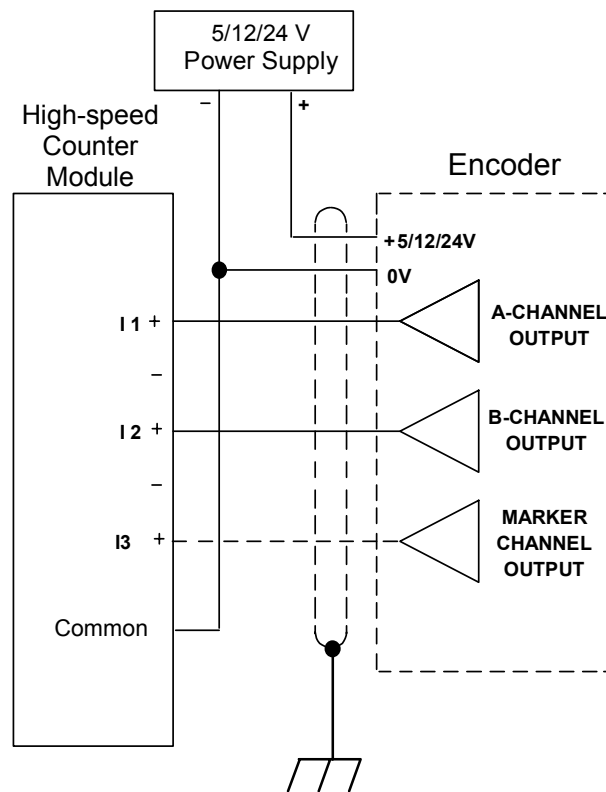 5/12/24 V
Power Supply
– +
High-speed
Counter
Module
Encoder
+5/12/24V
0V
I 1 +
–
A-CHANNEL
OUTPUT
I 2 +
–
B-CHANNEL
OUTPUT
I3 +
MARKER
CHANNEL
OUTPUT
Common